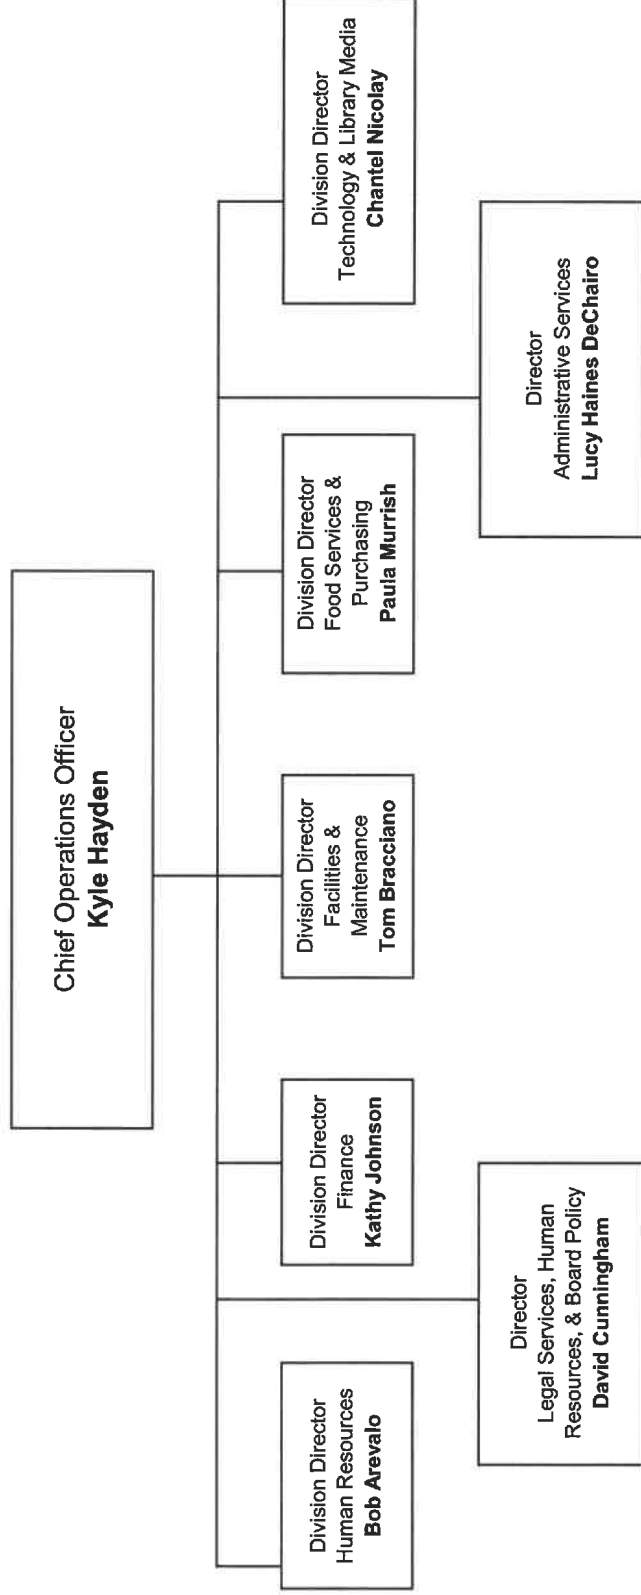 Chief Operations Officer
Kyle Hayden
Division Director
Human Resources
Bob Arevalo
Division Director
Finance
Kathy Johnson
Division Director
Facilities &
Maintenance
Tom Bracciano
Division Director
Food Services &
Purchasing
Paula Murrish
Division Director
Technology & Library Media
Chantel Nicolay
Director
Legal Services, Human
Resources, & Board Policy
David Cunningham
Director
Administrative Services
Lucy Haines DeChairo